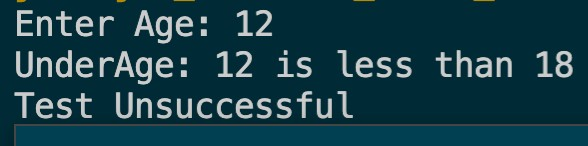 Enter Age: 12
UnderAge: 12 is less than 18
Test Unsuccessful